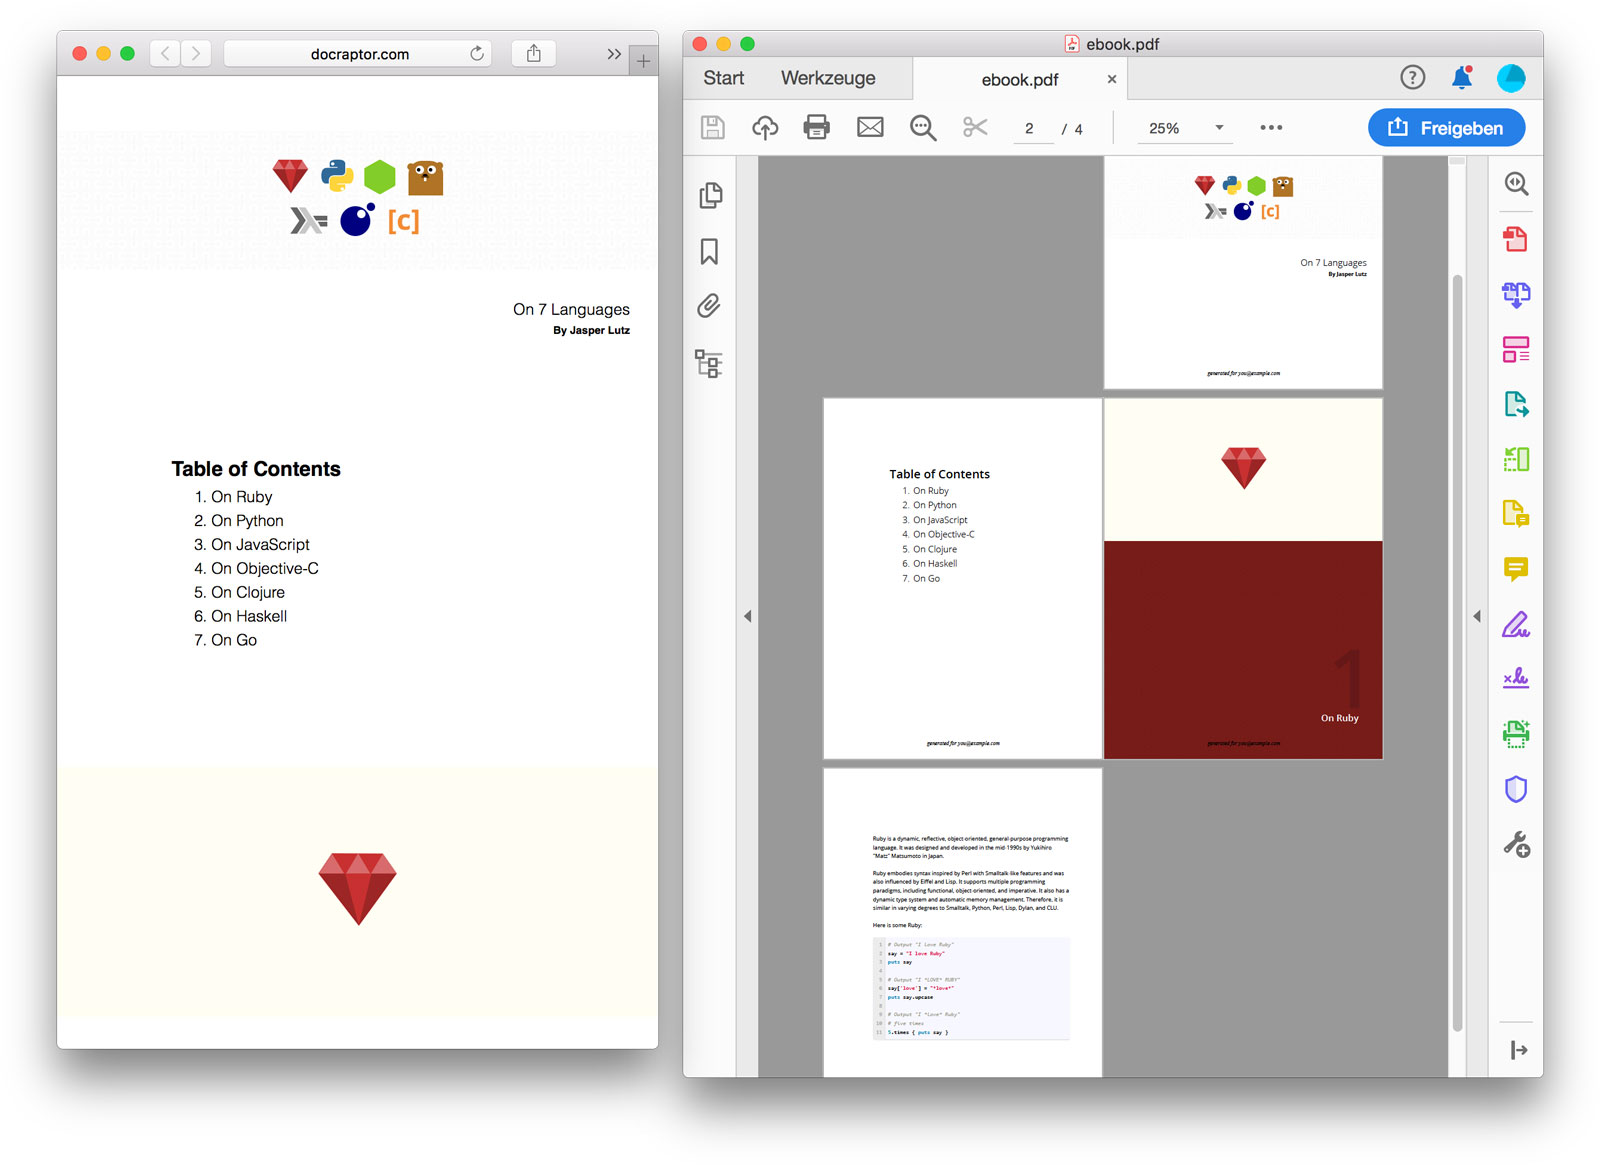 docraptor.com
On 7 Languages
By Jasper Lutz
Table of Contents
1. On Ruby
2. On Python
3. On JavaScript
4. On Objective-C
5. On Clojure
6. On Haskell
7. On Go
ebook.pdf
Start Werkzeuge ebook.pdf
2 / 4 25% Freigeben
[c]
[c]
On 7 Languages
By Jasper Lutz
generated for you@example.com
Table of Contents
1. On Ruby
2. On Python
3. On JavaScript
4. On Objective-C
5. On Clojure
6. On Haskell
7. On Go
generated for you@example.com
1
On Ruby
generated for you@example.com
Ruby is a dynamic, reflective, object-oriented, general-purpose programming
language. It was designed and developed in the mid-1990s by Yukihiro
"Matz" Matsumoto in Japan.
Ruby embodies syntax inspired by Perl with Smalltalk-like features and was
also influenced by Eiffel and Lisp. It supports multiple programming
paradigms, including functional, object-oriented, and imperative. It also has a
dynamic type system and automatic memory management. Therefore, it is
similar in varying degrees to Smalltalk, Python, Perl, Lisp, Dylan, and CLU.
Here is some Ruby:
1 # Output "I love Ruby"
2 say = "I love Ruby"
3 puts say
4
5 # Output "I *LOVE* RUBY"
6 say['love'] = "*love*"
7 puts say.upcase
8
9 # Output "I *Love* Ruby"
10 # five times
11 5.times { puts say }